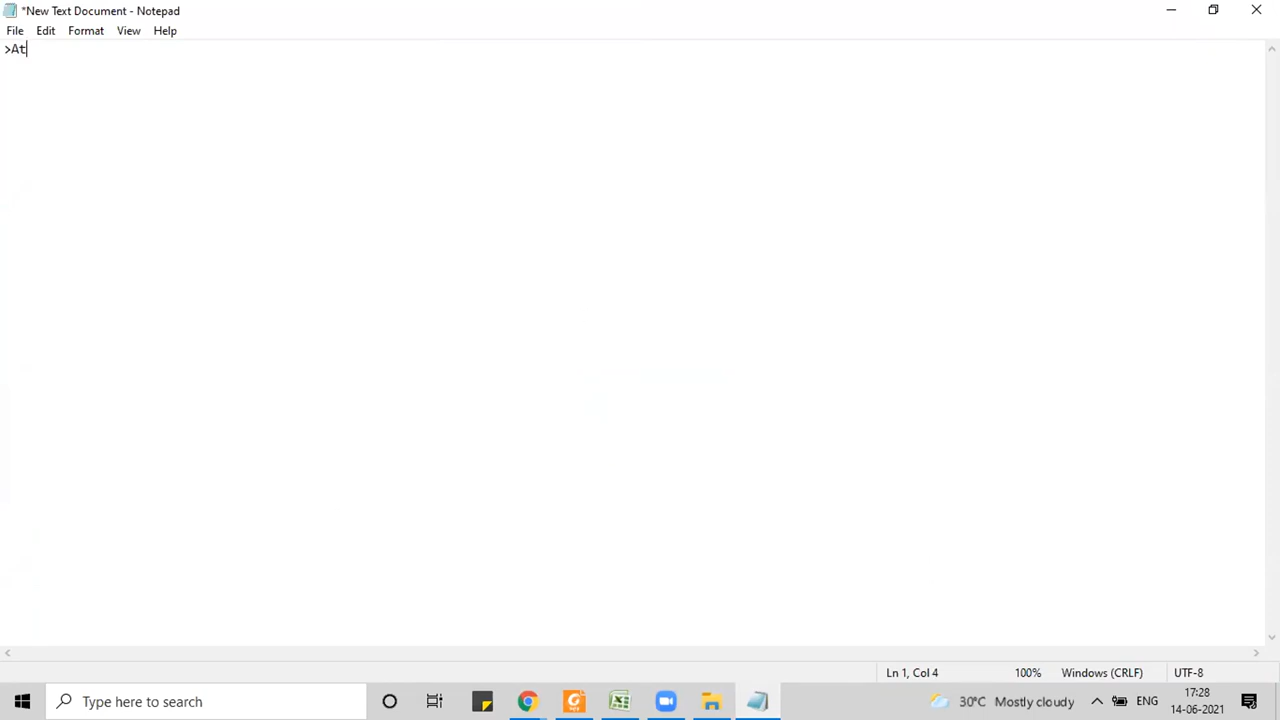 *New Text Document - Notepad
File Edit Format View Help
>At
Ln 1, Col 4 100% Windows (CRLF) UTF-8
Type here to search
30°C Mostly cloudy ENG
17:28
14-06-2021